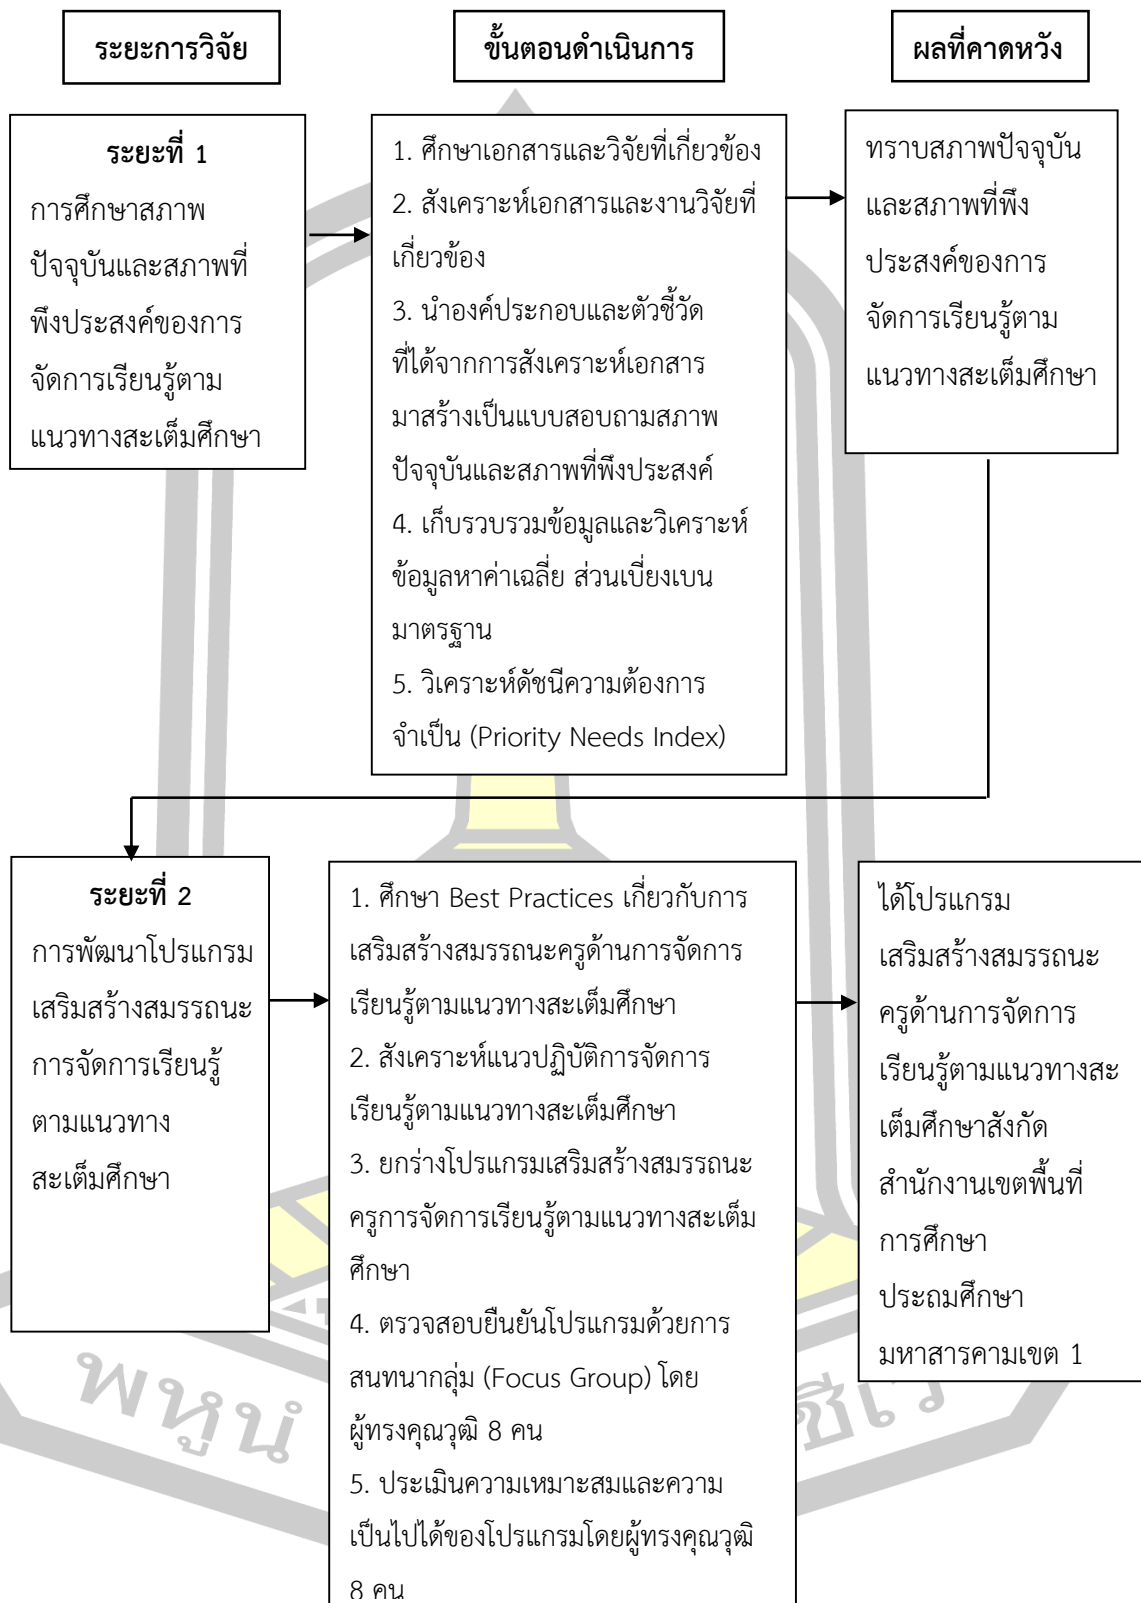 ระยะการวิจัย
ขั้นตอนดำเนินการ
ผลที่คาดหวัง
ระยะที่ 1
การศึกษาสภาพ
ปัจจุบันและสภาพที่
พึงประสงค์ของการ
จัดการเรียนรู้ตาม
แนวทางสะเต็มศึกษา
1. ศึกษาเอกสารและวิจัยที่เกี่ยวข้อง
2. สังเคราะห์เอกสารและงานวิจัยที่
เกี่ยวข้อง
3. นำองค์ประกอบและตัวชี้วัด
ที่ได้จากการสังเคราะห์เอกสาร
มาสร้างเป็นแบบสอบถามสภาพ
ปัจจุบันและสภาพที่พึงประสงค์
4. เก็บรวบรวมข้อมูลและวิเคราะห์
ข้อมูลหาค่าเฉลี่ย ส่วนเบี่ยงเบน
มาตรฐาน
5. วิเคราะห์ดัชนีความต้องการ
จำเป็น (Priority Needs Index)
ทราบสภาพปัจจุบัน
และสภาพที่พึง
ประสงค์ของการ
จัดการเรียนรู้ตาม
แนวทางสะเต็มศึกษา
ระยะที่ 2
การพัฒนาโปรแกรม
เสริมสร้างสมรรถนะ
การจัดการเรียนรู้
ตามแนวทาง
สะเต็มศึกษา
1. ศึกษา Best Practices เกี่ยวกับการ
เสริมสร้างสมรรถนะครูด้านการจัดการ
เรียนรู้ตามแนวทางสะเต็มศึกษา
2. สังเคราะห์แนวปฏิบัติการจัดการ
เรียนรู้ตามแนวทางสะเต็มศึกษา
3. ยกร่างโปรแกรมเสริมสร้างสมรรถนะ
ครูการจัดการเรียนรู้ตามแนวทางสะเต็ม
ศึกษา
4. ตรวจสอบยืนยันโปรแกรมด้วยการ
สนทนากลุ่ม (Focus Group) โดย
ผู้ทรงคุณวุฒิ 8 คน
5. ประเมินความเหมาะสมและความ
เป็นไปได้ของโปรแกรมโดยผู้ทรงคุณวุฒิ
8 คน
ได้โปรแกรม
เสริมสร้างสมรรถนะ
ครูด้านการจัดการ
เรียนรู้ตามแนวทางสะ
เต็มศึกษาสังกัด
สำนักงานเขตพื้นที่
การศึกษา
ประถมศึกษา
มหาสารคามเขต 1
พหูนํ
ชีเว